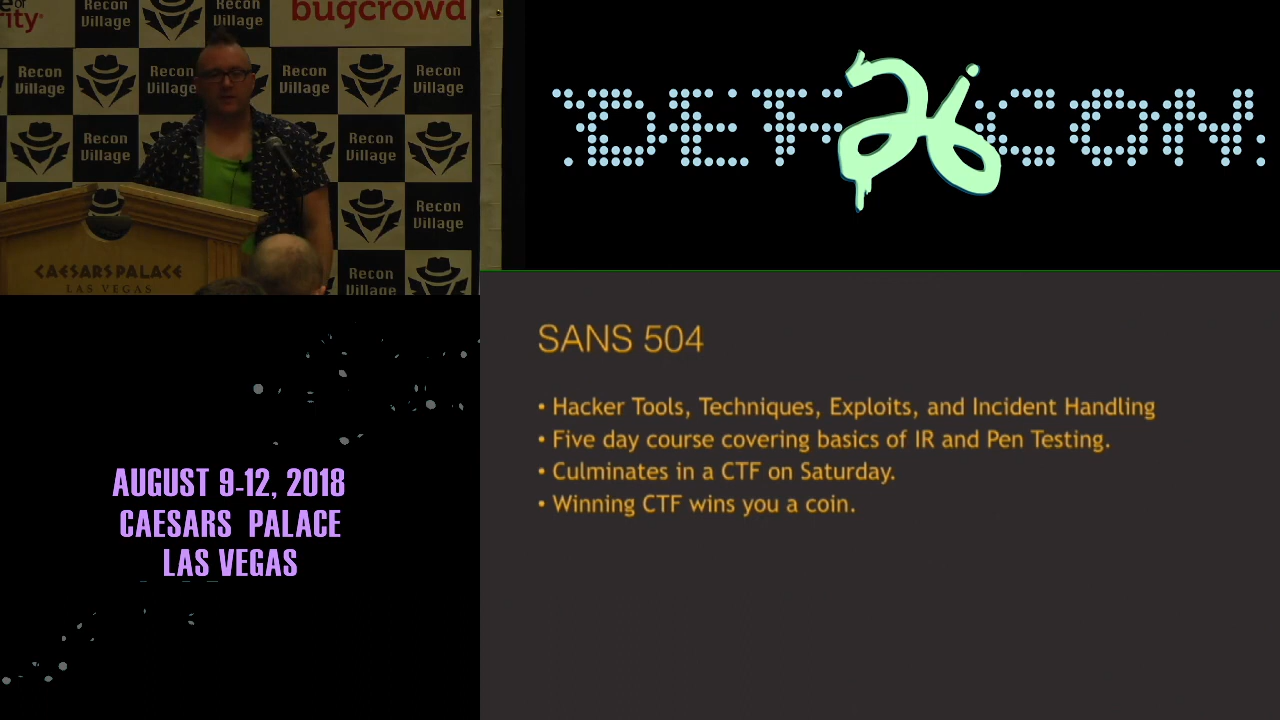 of
rity
Recon
Village
Recon
Village
bugcrowd
Recon
Village
Recon
Village
Recon
Village
Recon
Village
Recon
Village
Recon
Village
Recon
Village
Recon
Village
CAESARS PALACE
LAS VEGAS
DEF 26 CON
AUGUST 9-12, 2018
CAESARS PALACE
LAS VEGAS
SANS 504
• Hacker Tools, Techniques, Exploits, and Incident Handling
• Five day course covering basics of IR and Pen Testing.
• Culminates in a CTF on Saturday.
• Winning CTF wins you a coin.